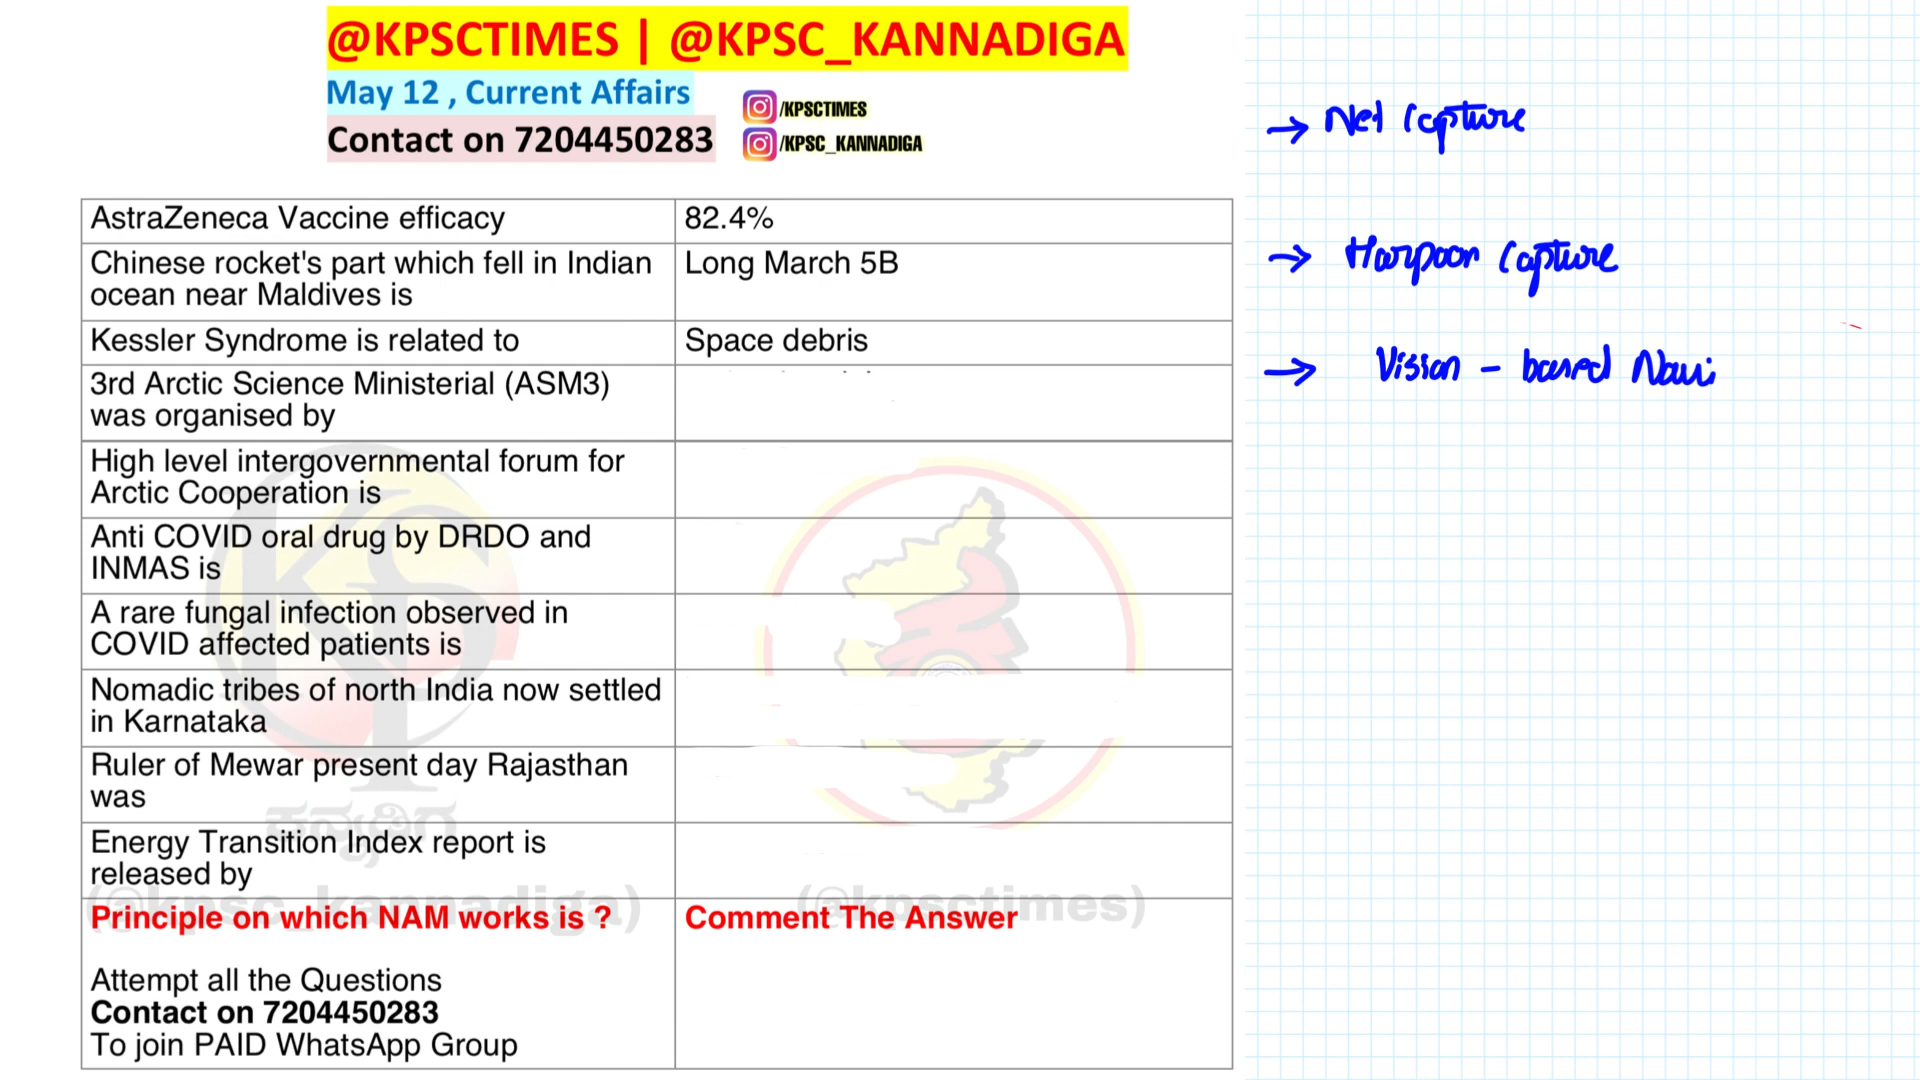 @KPSCTIMES | @KPSC_KANNADIGA
May 12 , Current Affairs
Contact on 7204450283
/KPSCTIMES
/KPSC_KANNADIGA
AstraZeneca Vaccine efficacy
82.4%
Chinese rocket's part which fell in Indian
ocean near Maldives is
Long March 5B
Kessler Syndrome is related to
Space debris
3rd Arctic Science Ministerial (ASM3)
was organised by
High level intergovernmental forum for
Arctic Cooperation is
Anti COVID oral drug by DRDO and
INMAS is
A rare fungal infection observed in
COVID affected patients is
Nomadic tribes of north India now settled
in Karnataka
Ruler of Mewar present day Rajasthan
was
Energy Transition Index report is
released by
Principle on which NAM works is ?
Comment The Answer
Attempt all the Questions
Contact on 7204450283
To join PAID WhatsApp Group
→ Net Capture
→ Harpoon Capture
→ Vission - based Navi
KS
ಕನ್ನಡಿಗ
(@kpsc_kannadiga)
(@kpsctimes)